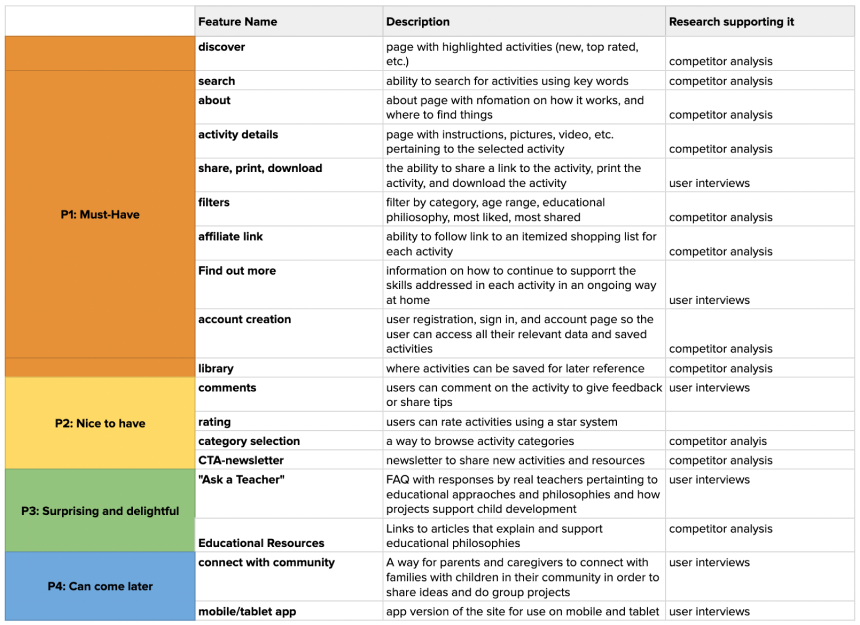 Feature Name Description Research supporting it
discover page with highlighted activities (new, top rated,
etc.) competitor analysis
search ability to search for activities using key words competitor analysis
about about page with nfomation on how it works, and
where to find things competitor analysis
activity details page with instructions, pictures, video, etc.
pertaining to the selected activity competitor analysis
share, print, download the ability to share a link to the activity, print the
activity, and download the activity user interviews
P1: Must-Have
filters filter by category, age range, educational
philiosophy, most liked, most shared competitor analysis
affiliate link ability to follow link to an itemized shopping list for
each activity competitor analysis
Find out more information on how to continue to supporrt the
skills addressed in each activity in an ongoing way
at home user interviews
account creation user registration, sign in, and account page so the
user can access all their relevant data and saved
activities competitor analysis
library where activities can be saved for later reference competitor analysis
comments users can comment on the activity to give feedback user interviews
or share tips
P2: Nice to have
rating users can rate activities using a star system
category selection a way to browse activity categories competitor analyis
CTA-newsletter newsletter to share new activities and resources competitor analysis
"Ask a Teacher" FAQ with responses by real teachers pertainting to user interviews
educational appraoches and philosophies and how
projects support child development
P3: Surprising and delightful
Links to articles that explain and support competitor analysis
Educational Resources educational philosophies
connect with community A way for parents and caregivers to connect with user interviews
families with children in their community in order to
share ideas and do group projects
P4: Can come later
mobile/tablet app app version of the site for use on mobile and tablet user interviews